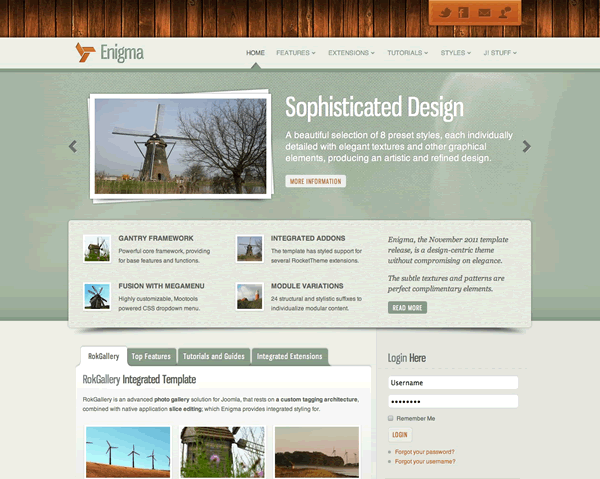 Enigma
HOME FEATURES EXTENSIONS TUTORIALS STYLES J! STUFF
Sophisticated Design
A beautiful selection of 8 preset styles, each individually
detailed with elegant textures and other graphical
elements, producing an artistic and refined design.
MORE INFORMATION
GANTRY FRAMEWORK
Powerful core framework, providing
for base features and functions.
INTEGRATED ADDONS
The template has styled support for
several RocketTheme extensions.
FUSION WITH MEGAMENU
Highly customizable, Mootools
powered CSS dropdown menu.
MODULE VARIATIONS
24 structural and stylistic suffixes to
individualize modular content.
Enigma, the November 2011 template
release, is a design-centric theme
without compromising on elegance.
The subtle textures and patterns are
perfect complimentary elements.
READ MORE
RokGallery Top Features Tutorials and Guides Integrated Extensions
RokGallery Integrated Template
RokGallery is an advanced photo gallery solution for Joomla, that rests on a custom tagging architecture,
combined with native application slice editing; which Enigma provides integrated styling for.
Login Here
Username
Remember Me
LOGIN
Forgot your password?
Forgot your username?